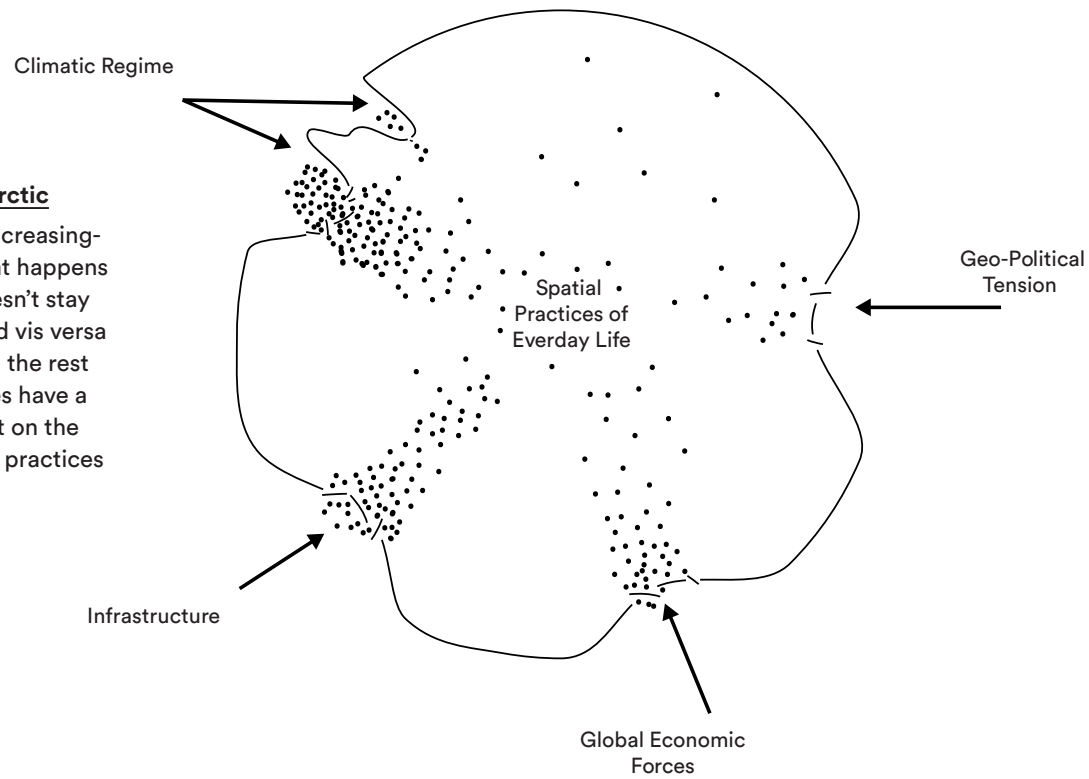 Climatic Regime
rctic
creasing-
t happens
esn’t stay
d vis versa
the rest
es have a
t on the
practices
Spatial
Practices of
Everday Life
Geo-Political
Tension
Infrastructure
Global Economic
Forces